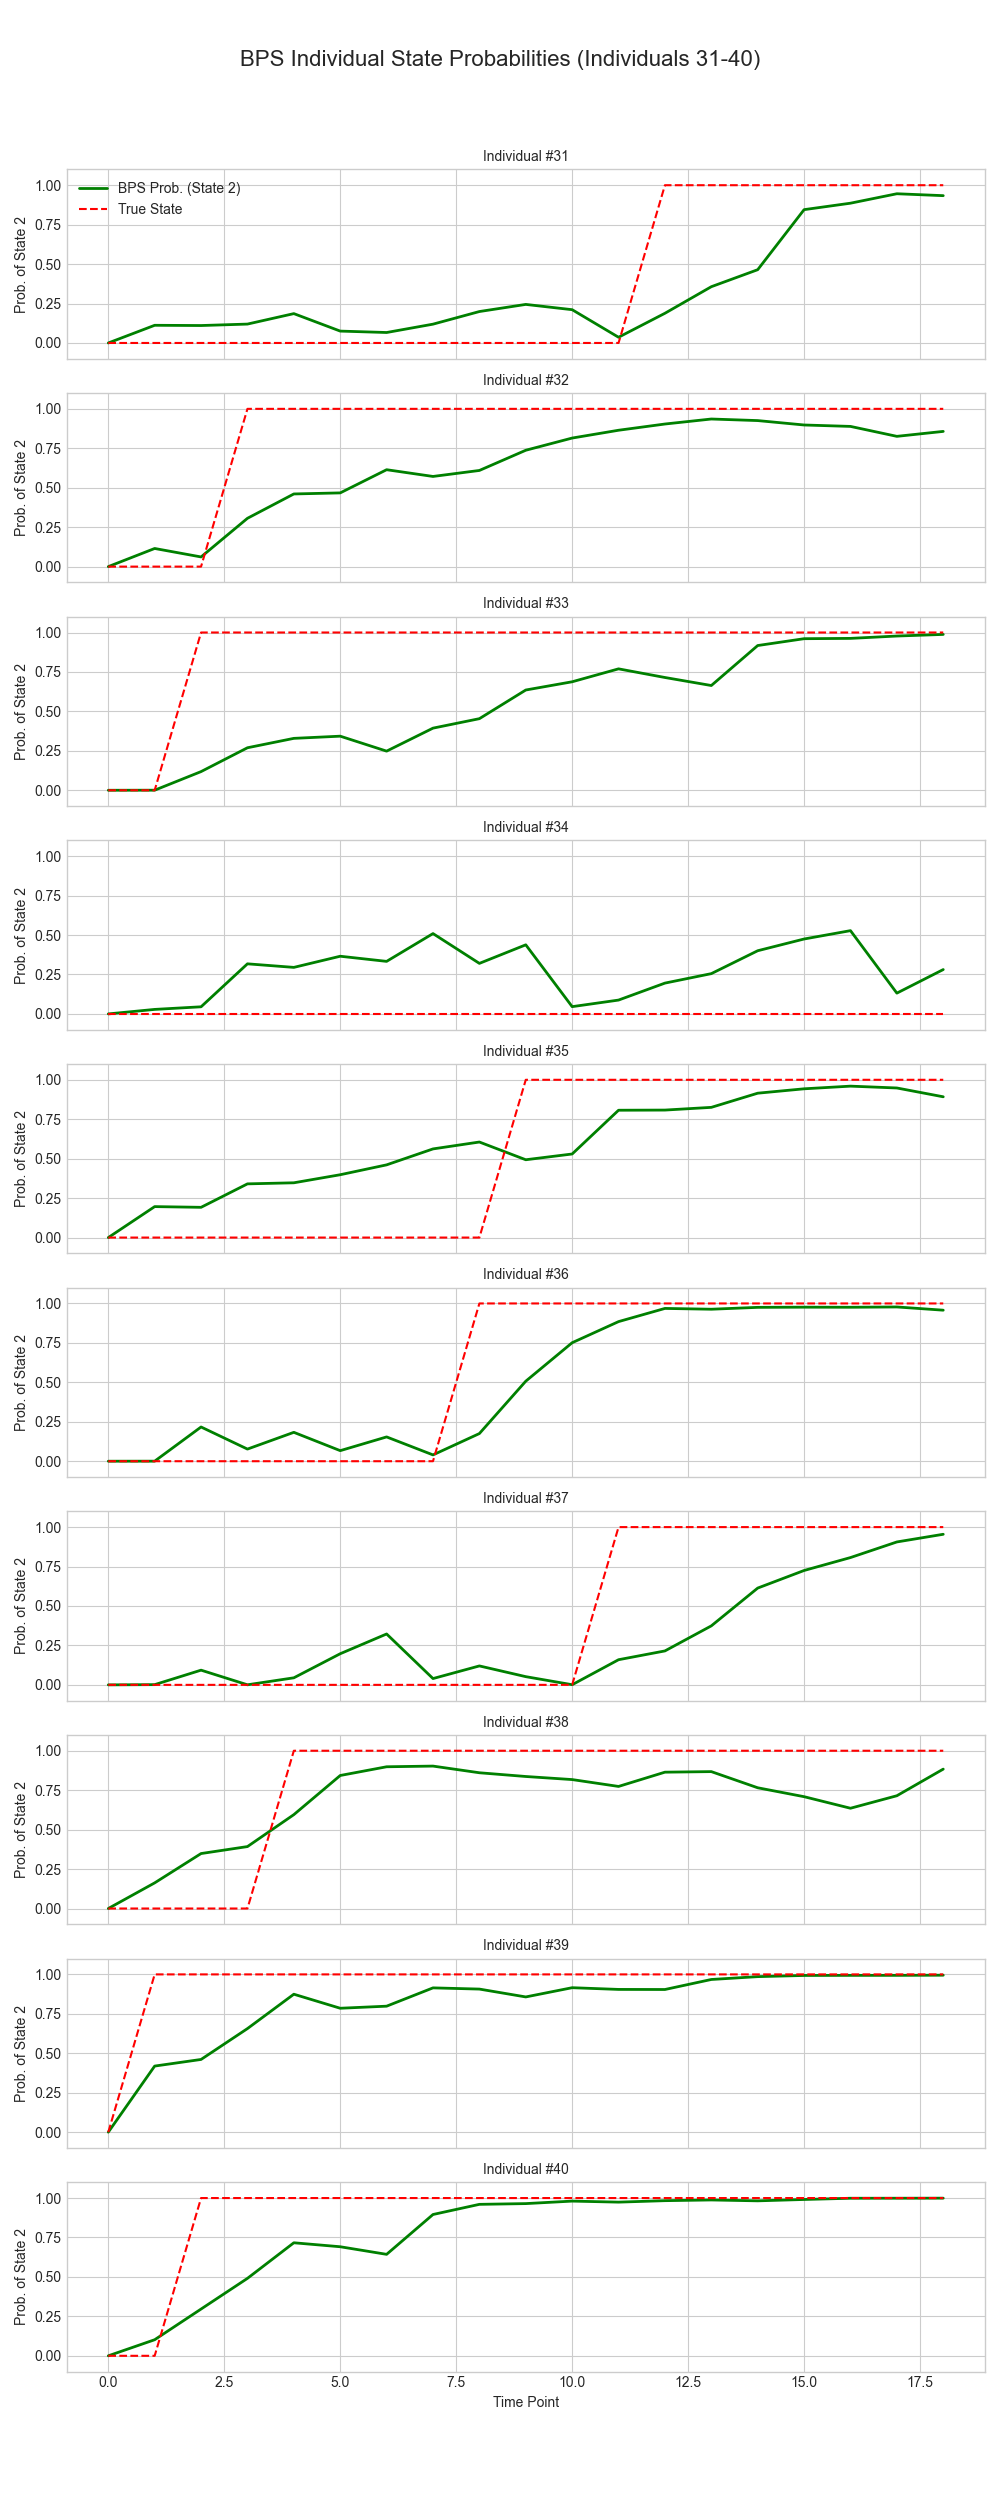 BPS Individual State Probabilities (Individuals 31-40)
Individual #31
BPS Prob. (State 2)
True State
Prob. of State 2
1.00
0.75
0.50
0.25
0.00
Individual #32
Prob. of State 2
1.00
0.75
0.50
0.25
0.00
Individual #33
Prob. of State 2
1.00
0.75
0.50
0.25
0.00
Individual #34
Prob. of State 2
1.00
0.75
0.50
0.25
0.00
Individual #35
Prob. of State 2
1.00
0.75
0.50
0.25
0.00
Individual #36
Prob. of State 2
1.00
0.75
0.50
0.25
0.00
Individual #37
Prob. of State 2
1.00
0.75
0.50
0.25
0.00
Individual #38
Prob. of State 2
1.00
0.75
0.50
0.25
0.00
Individual #39
Prob. of State 2
1.00
0.75
0.50
0.25
0.00
Individual #40
Prob. of State 2
1.00
0.75
0.50
0.25
0.00
0.0 2.5 5.0 7.5 10.0 12.5 15.0 17.5
Time Point